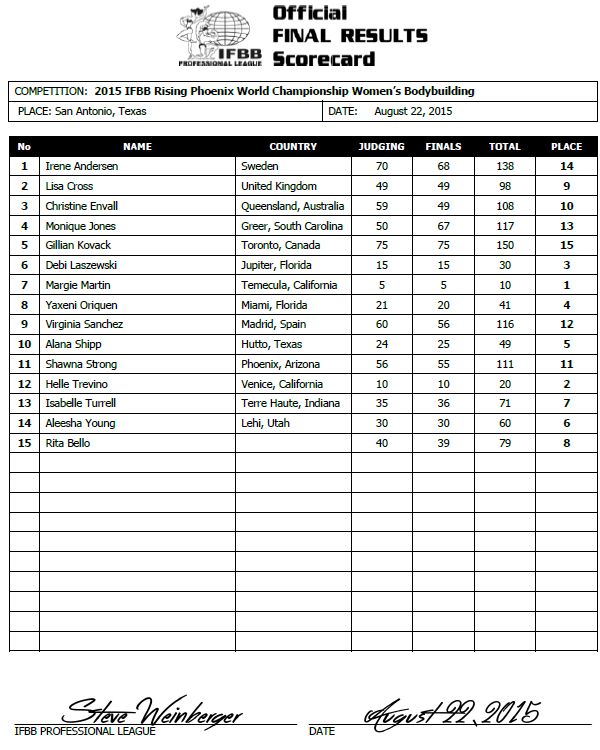 Official
FINAL RESULTS
Scorecard
IFBB
PROFESSIONAL LEAGUE
COMPETITION: 2015 IFBB Rising Phoenix World Championship Women's Bodybuilding
PLACE: San Antonio, Texas DATE: August 22, 2015
No NAME COUNTRY JUDGING FINALS TOTAL PLACE
1 Irene Andersen Sweden 70 68 138 14
2 Lisa Cross United Kingdom 49 49 98 9
3 Christine Envall Queensland, Australia 59 49 108 10
4 Monique Jones Greer, South Carolina 50 67 117 13
5 Gillian Kovack Toronto, Canada 75 75 150 15
6 Debi Laszewski Jupiter, Florida 15 15 30 3
7 Margie Martin Temecula, California 5 5 10 1
8 Yaxeni Oriquen Miami, Florida 21 20 41 4
9 Virginia Sanchez Madrid, Spain 60 56 116 12
10 Alana Shipp Hutto, Texas 24 25 49 5
11 Shawna Strong Phoenix, Arizona 56 55 111 11
12 Helle Trevino Venice, California 10 10 20 2
13 Isabelle Turrell Terre Haute, Indiana 35 36 71 7
14 Aleesha Young Lehi, Utah 30 30 60 6
15 Rita Bello 40 39 79 8
Steve Weinberger August 22, 2015
IFBB PROFESSIONAL LEAGUE DATE